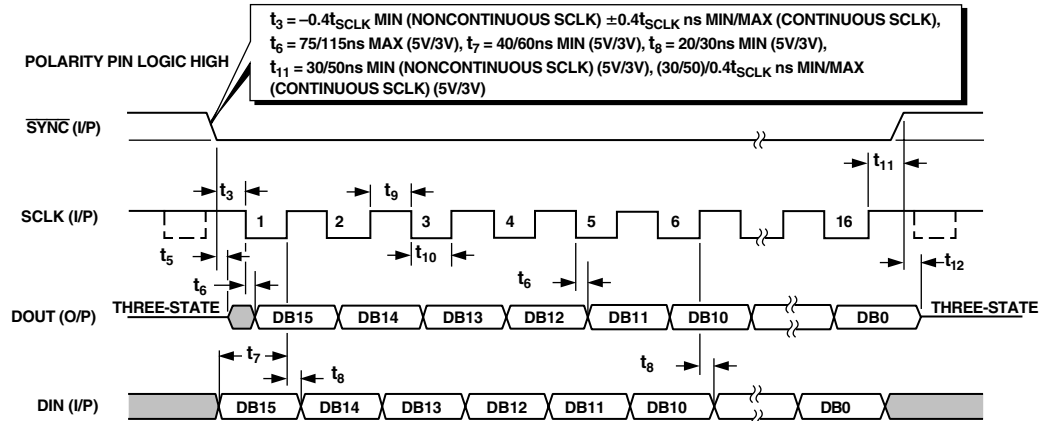 t3 = –0.4tSCLK MIN (NONCONTINUOUS SCLK) ±0.4tSCLK ns MIN/MAX (CONTINUOUS SCLK),
t6 = 75/115ns MAX (5V/3V), t7 = 40/60ns MIN (5V/3V), t8 = 20/30ns MIN (5V/3V),
t11 = 30/50ns MIN (NONCONTINUOUS SCLK) (5V/3V), (30/50)/0.4tSCLK ns MIN/MAX
(CONTINUOUS SCLK) (5V/3V)
POLARITY PIN LOGIC HIGH
SYNC (I/P)
t3 t9 t11
SCLK (I/P) 1 2 3 4 5 6 16
t10
t5 t6 t6 t12
THREE-STATE THREE-STATE
DOUT (O/P) DB15 DB14 DB13 DB12 DB11 DB10 DB0
t7 t8 t8
DIN (I/P) DB15 DB14 DB13 DB12 DB11 DB10 DB0